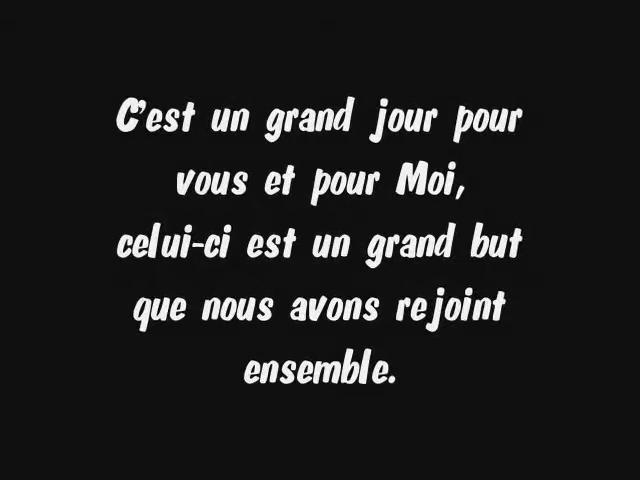 C'est un grand jour pour
vous et pour Moi,
celui-ci est un grand but
que nous avons rejoint
ensemble.